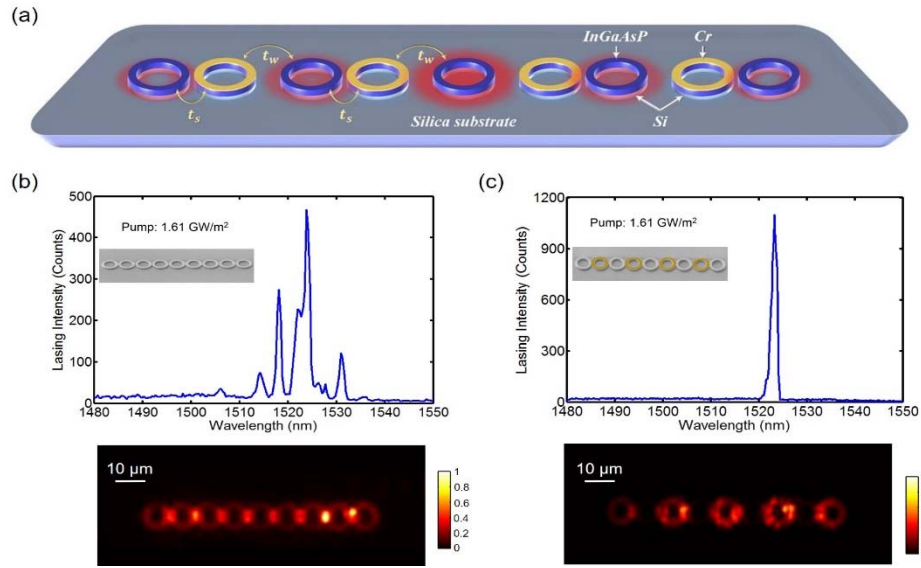 (a)
InGaAsP
Cr
t_w
t_w
t_s
t_s
Silica substrate
Si
(b)
500
400
300
200
100
0
Lasing Intensity (Counts)
Pump: 1.61 GW/m²
1480 1490 1500 1510 1520 1530 1540 1550
Wavelength (nm)
10 µm
1
0.8
0.6
0.4
0.2
0
(c)
1200
900
600
300
0
Lasing Intensity (Counts)
Pump: 1.61 GW/m²
1480 1490 1500 1510 1520 1530 1540 1550
Wavelength (nm)
10 µm